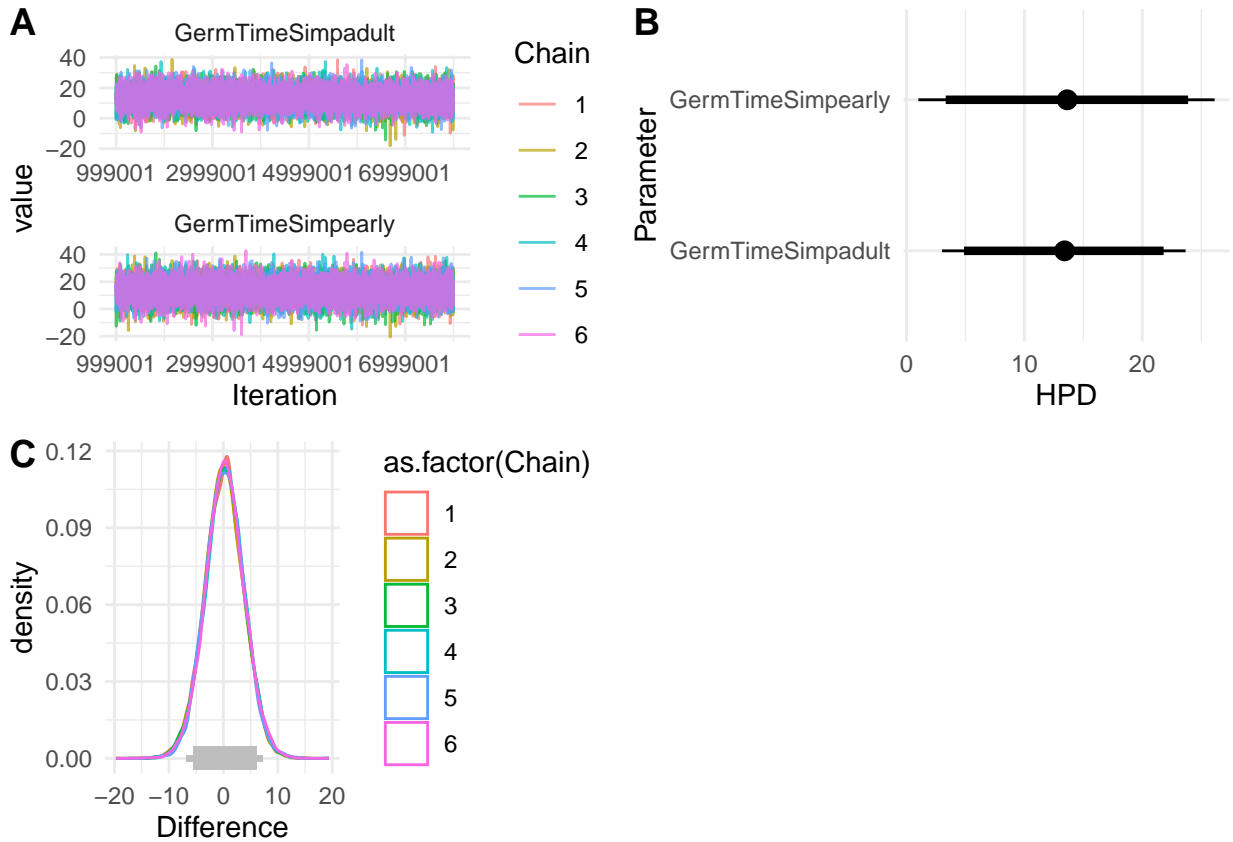 A
GermTimeSimpadult
40
20
0
−20
999001 2999001 4999001 6999001
GermTimeSimpearly
40
20
0
−20
999001 2999001 4999001 6999001
value
Iteration
Chain
1
2
3
4
5
6
B
GermTimeSimpearly
GermTimeSimpadult
Parameter
0 10 20
HPD
C
0.12
0.09
0.06
0.03
0.00
density
−20 −10 0 10 20
Difference
as.factor(Chain)
1
2
3
4
5
6